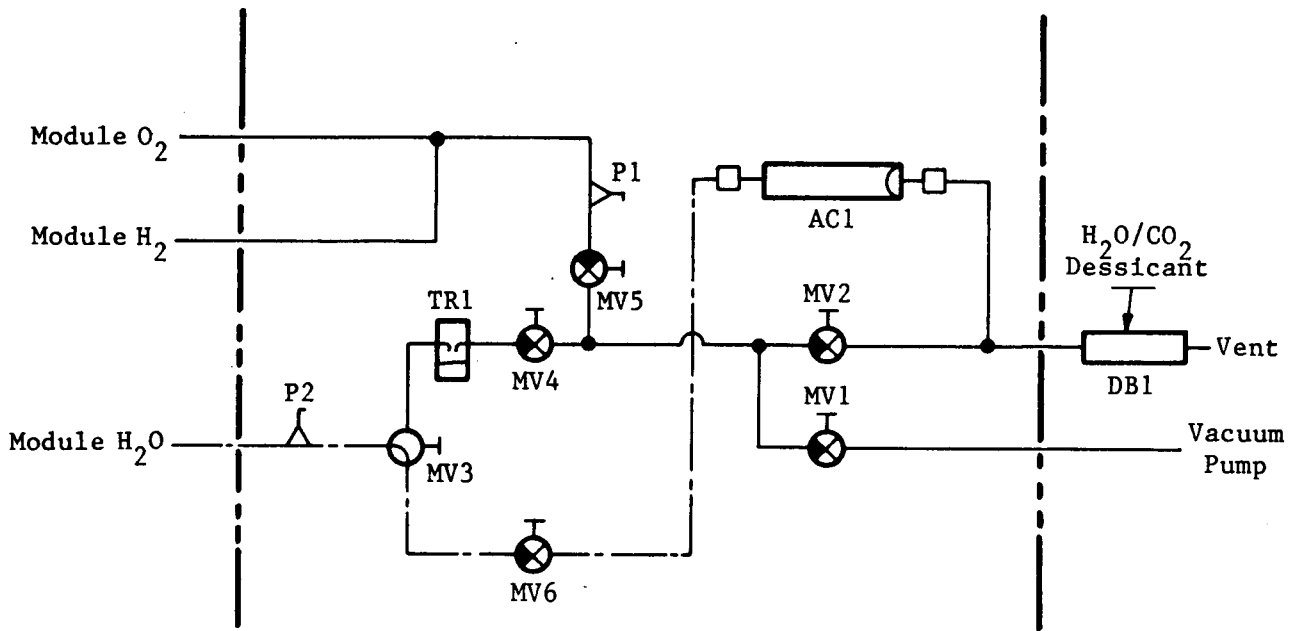 Module O₂
P1
Module H₂
AC1
H₂O/CO₂
Dessicant
MV5
TR1
MV2
Vent
DB1
MV4
P2
MV1
Module H₂O
MV3
Vacuum
Pump
MV6